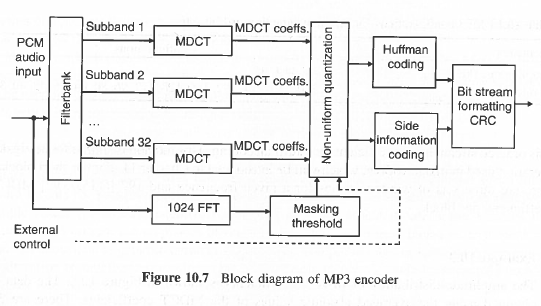 PCM
audio
input
Filterbank
Subband 1
MDCT
MDCT coeffs.
Subband 2
MDCT
MDCT coeffs.
...
Subband 32
MDCT
MDCT coeffs.
Non-uniform quantization
Huffman
coding
Side
information
coding
Bit stream
formatting
CRC
1024 FFT
Masking
threshold
External
control
Figure 10.7 Block diagram of MP3 encoder